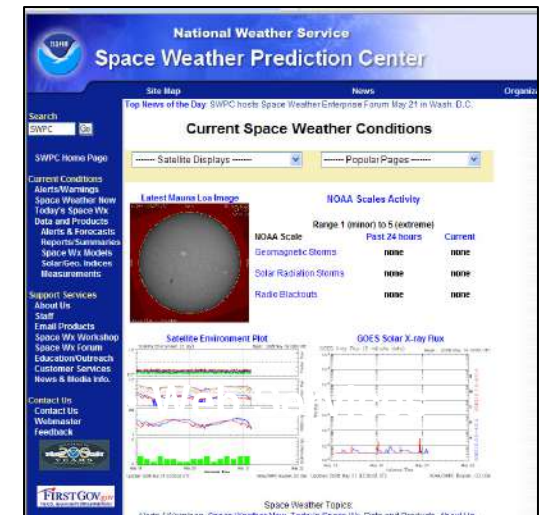 National Weather Service
Space Weather Prediction Center
Site Map News Organiz
Top News of the Day: SWPC hosts Space Weather Enterprise Forum May 21 in Wash. D.C.
Search
SWPC Go
SWPC Home Page
Current Conditions
Alerts/Warnings
Space Weather Now
Today's Space Wx
Data and Products
Alerts & Forecasts
Reports/Summaries
Space Wx Models
Solar/Geo. Indices
Measurements
Support Services
About Us
Staff
Email Products
Space Wx Workshop
Space Wx Forum
Education/Outreach
Customer Services
News & Media Info.
Contact Us
Contact Us
Webmaster
Feedback
YEARS
FIRSTGOV
Current Space Weather Conditions
------- Satellite Displays ------- ------- Popular Pages -------
Latest Mauna Loa Image
NOAA Scales Activity
Range 1 (minor) to 5 (extreme)
NOAA Scale Past 24 hours Current
Geomagnetic Storms none none
Solar Radiation Storms none none
Radio Blackouts none none
Satellite Environment Plot
GOES Solar X-ray Flux
Space Weather Topics: